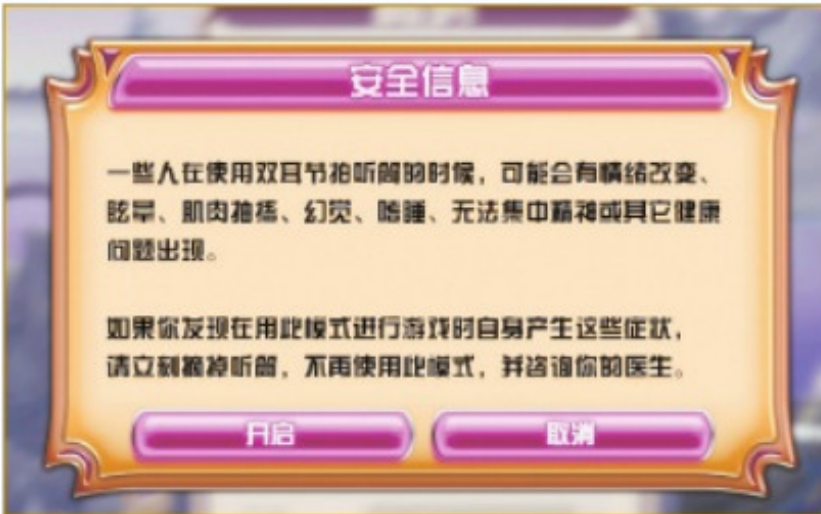 安全信息
一些人在使用双耳节拍听筒的时候，可能会有情绪改变、
眩晕、肌肉抽搐、幻觉、嗜睡、无法集中精神或其它健康
问题出现。
如果你发现在用此模式进行游戏时自身产生这些症状，
请立刻摘掉听筒，不再使用此模式，并咨询你的医生。
开启
取消